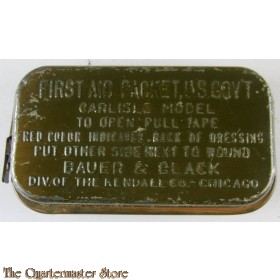 FIRST AID PACKET, U.S. GOV'T
CARLISLE MODEL
TO OPEN PULL TAPE
RED COLOR INDICATES BACK OF DRESSING
PUT OTHER SIDE NEXT TO WOUND
BAUER & BLACK
DIV. OF THE KENDALL CO. - CHICAGO
The Quartermaster Store